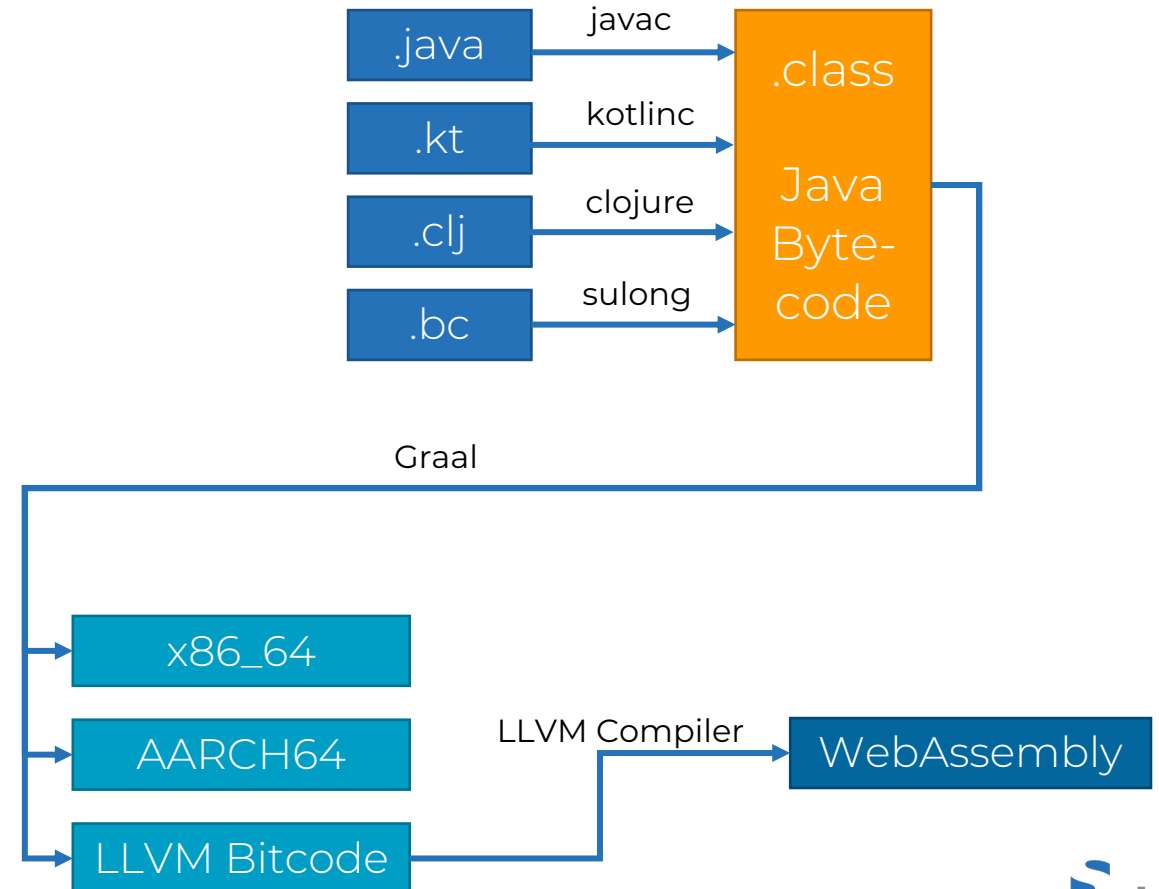 .java
javac
.class
.kt
kotlinc
Java
Byte-
code
.clj
clojure
.bc
sulong
Graal
x86_64
AARCH64
LLVM Compiler
WebAssembly
LLVM Bitcode